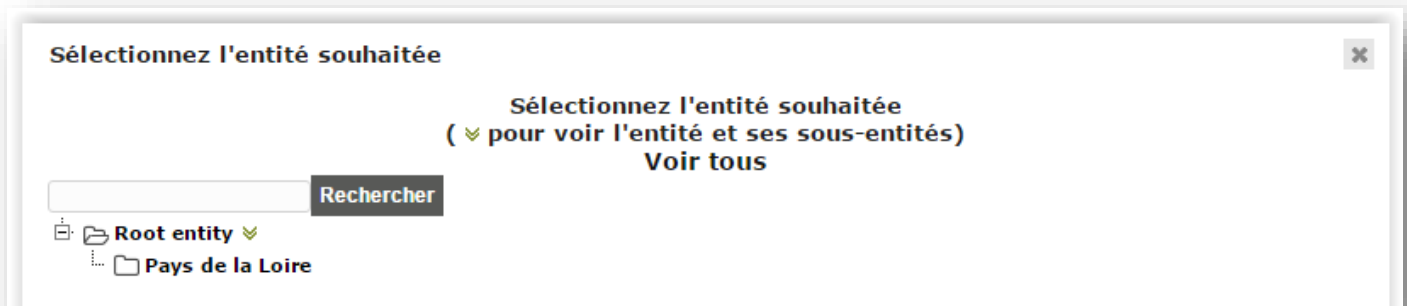 Sélectionnez l'entité souhaitée
Sélectionnez l'entité souhaitée
( pour voir l'entité et ses sous-entités)
Voir tous
Rechercher
Root entity
Pays de la Loire